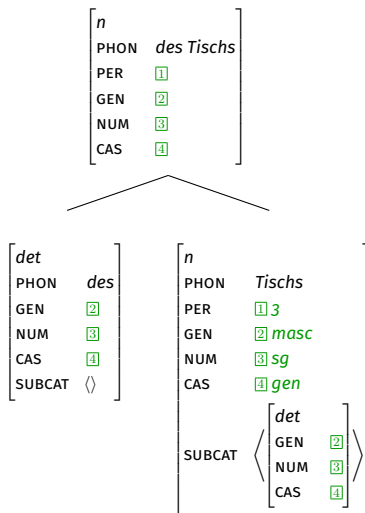 n
PHON des Tischs
PER 1
GEN 2
NUM 3
CAS 4
det
PHON des
GEN 2
NUM 3
CAS 4
SUBCAT ⟨⟩
n
PHON Tischs
PER 1 3
GEN 2 masc
NUM 3 sg
CAS 4 gen
SUBCAT ⟨ det
GEN 2
NUM 3
CAS 4 ⟩